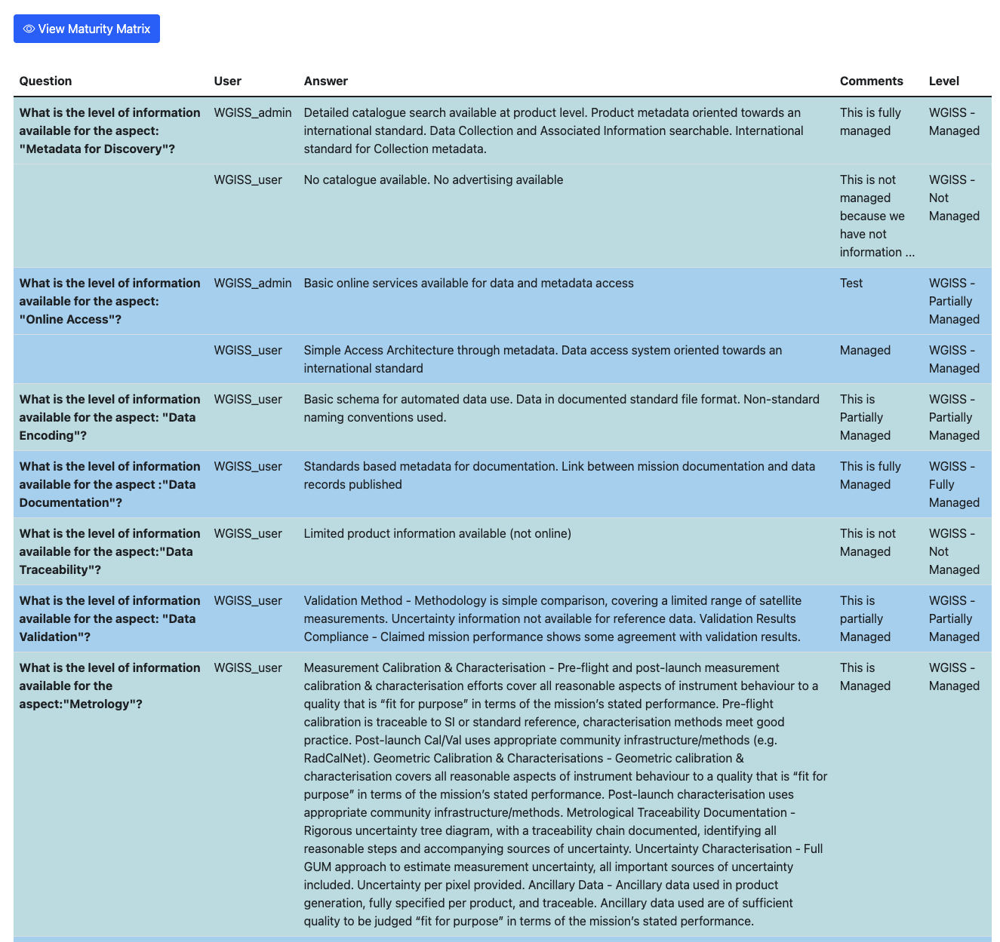 View Maturity Matrix
Question User Answer Comments Level
What is the level of information available for the aspect: "Metadata for Discovery"?
WGISS_admin
Detailed catalogue search available at product level. Product metadata oriented towards an
international standard. Data Collection and Associated Information searchable. International
standard for Collection metadata.
This is fully
managed
WGISS -
Managed
WGISS_user
No catalogue available. No advertising available
This is not
managed
because we
have not
information ...
WGISS -
Not
Managed
What is the level of information
available for the aspect:
"Online Access"?
WGISS_admin
Basic online services available for data and metadata access
Test
WGISS -
Partially
Managed
WGISS_user
Simple Access Architecture through metadata. Data access system oriented towards an
international standard
Managed
WGISS -
Managed
What is the level of information
available for the aspect: "Data
Encoding"?
WGISS_user
Basic schema for automated data use. Data in documented standard file format. Non-standard
naming conventions used.
This is
Partially
Managed
WGISS -
Partially
Managed
What is the level of information
available for the aspect :"Data
Documentation"?
WGISS_user
Standards based metadata for documentation. Link between mission documentation and data
records published
This is fully
Managed
WGISS -
Fully
Managed
What is the level of information
available for the aspect:"Data
Traceability"?
WGISS_user
Limited product information available (not online)
This is not
Managed
WGISS -
Not
Managed
What is the level of information
available for the aspect: "Data
Validation"?
WGISS_user
Validation Method - Methodology is simple comparison, covering a limited range of satellite
measurements. Uncertainty information not available for reference data. Validation Results
Compliance - Claimed mission performance shows some agreement with validation results.
This is
partially
Managed
WGISS -
Partially
Managed
What is the level of information
available for the
aspect:"Metrology"?
WGISS_user
Measurement Calibration & Characterisation - Pre-flight and post-launch measurement
calibration & characterisation efforts cover all reasonable aspects of instrument behaviour to a
quality that is “fit for purpose” in terms of the mission’s stated performance. Pre-flight
calibration is traceable to SI or standard reference, characterisation methods meet good
practice. Post-launch Cal/Val uses appropriate community infrastructure/methods (e.g.
RadCalNet). Geometric Calibration & Characterisations - Geometric calibration &
characterisation covers all reasonable aspects of instrument behaviour to a quality that is “fit for
purpose” in terms of the mission’s stated performance. Post-launch characterisation uses
appropriate community infrastructure/methods. Metrological Traceability Documentation -
Rigorous uncertainty tree diagram, with a traceability chain documented, identifying all
reasonable steps and accompanying sources of uncertainty. Uncertainty Characterisation - Full
GUM approach to estimate measurement uncertainty, all important sources of uncertainty
included. Uncertainty per pixel provided. Ancillary Data - Ancillary data used in product
generation, fully specified per product, and traceable. Ancillary data used are of sufficient
quality to be judged “fit for purpose” in terms of the mission’s stated performance.
This is
Managed
WGISS -
Managed